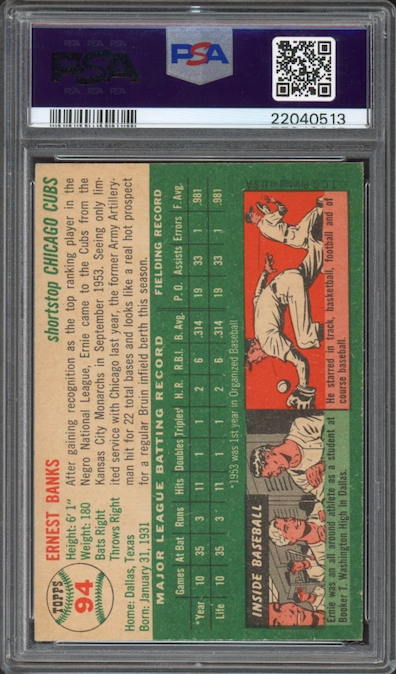 PSA
PSA
22040513
TOPPS
94
ERNEST BANKS
shortstop CHICAGO CUBS
Height: 6'1"
Weight: 180
Bats Right
Throws Right
Home: Dallas, Texas
Born: January 31, 1931
After gaining recognition as the top ranking player in the
Negro National League, Ernie came to the Cubs from the
Kansas City Monarchs in September 1953. Seeing only lim-
ited service with Chicago last year, the former Army Artillery-
man hit for 22 total bases and looks like a real hot prospect
for a regular Bruin infield berth this season.
MAJOR LEAGUE BATTING RECORD FIELDING RECORD
Games At Bat Runs Hits Doubles Triples H.R. R.B.I. B. Avg. P.O. Assists Errors F. Avg.
*Year 10 35 3 11 1 1 2 6 .314 19 33 1 .981
Life 10 35 3 11 1 1 2 6 .314 19 33 1 .981
*1953 was 1st year in Organized Baseball
INSIDE BASEBALL
Ernie was an all around athlete as a student at
Booker T. Washington High in Dallas.
He starred in track, basketball, football and of
course baseball.